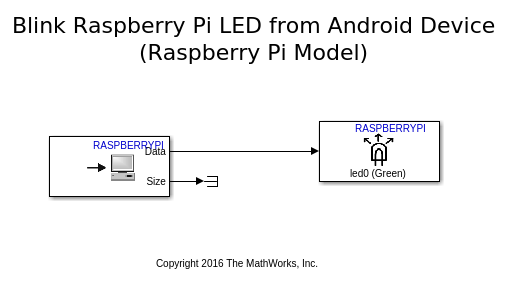 Blink Raspberry Pi LED from Android Device
(Raspberry Pi Model)
RASPBERRYPI
Data
Size
RASPBERRYPI
led0 (Green)
Copyright 2016 The MathWorks, Inc.